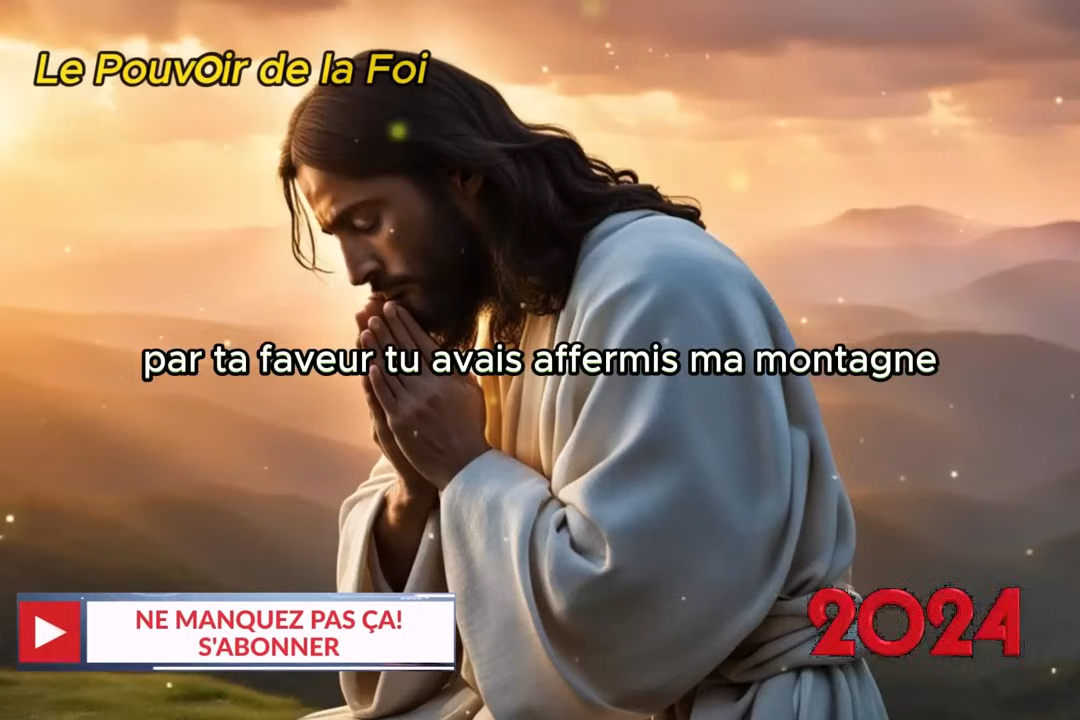 Le Pouvoir de la Foi
par ta faveur tu avais affermis ma montagne
NE MANQUEZ PAS ÇA!
S'ABONNER
2024